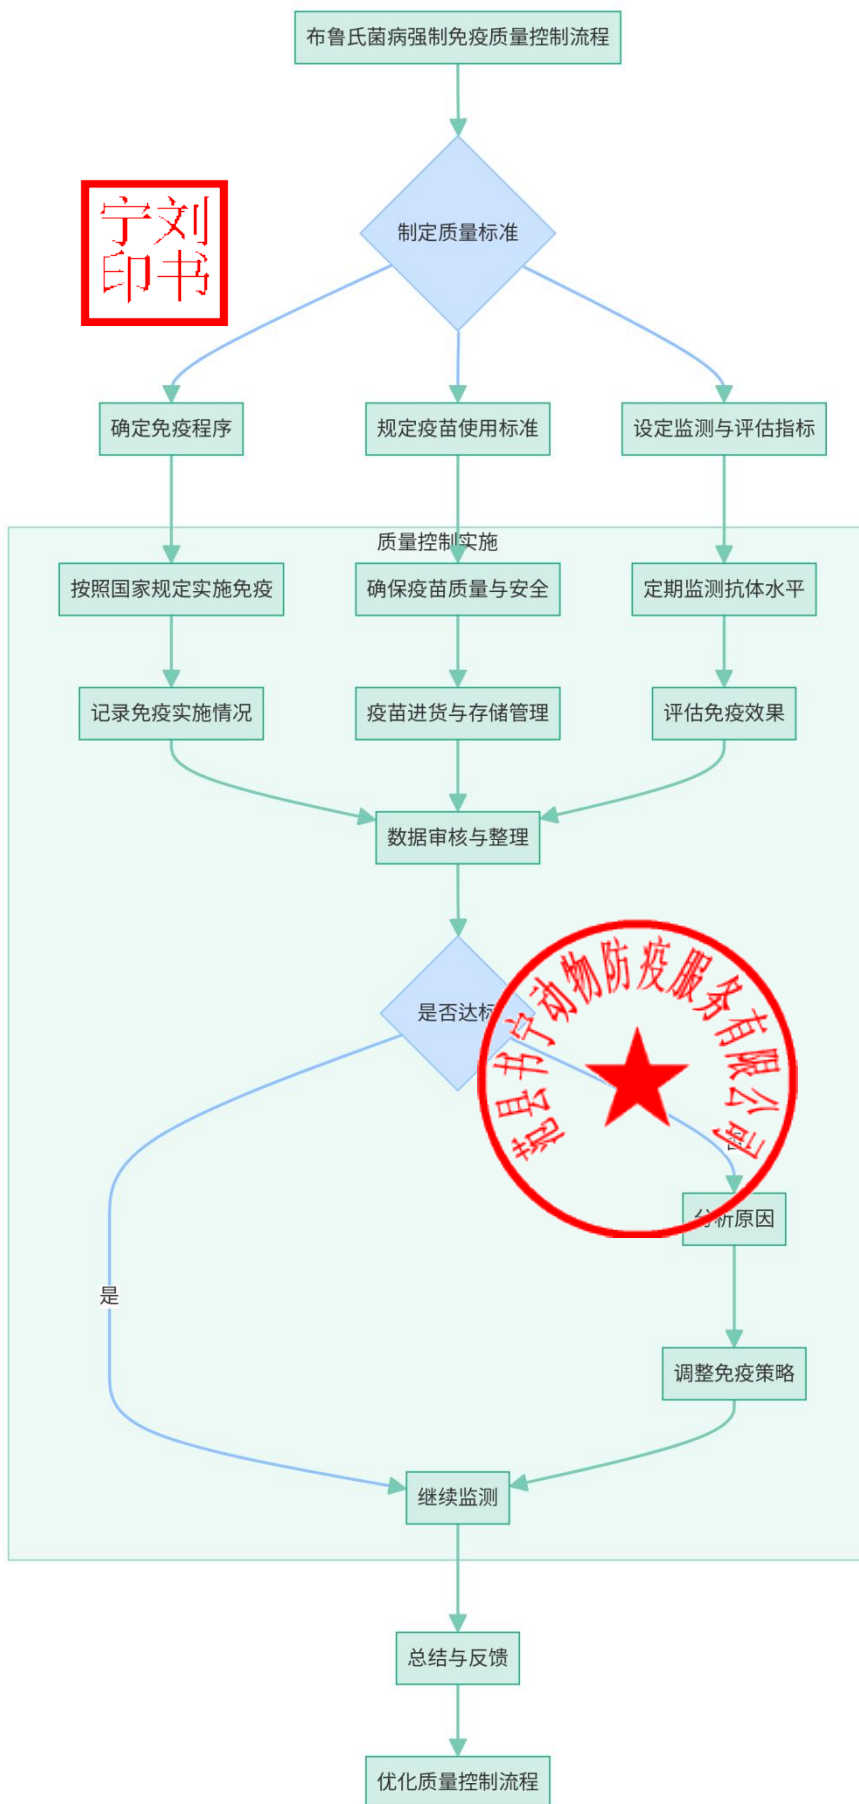 布鲁氏菌病强制免疫质量控制流程
制定质量标准
刘书
宁印
确定免疫程序
规定疫苗使用标准
设定监测与评估指标
质量控制实施
按照国家规定实施免疫
确保疫苗质量与安全
定期监测抗体水平
记录免疫实施情况
疫苗进货与存储管理
评估免疫效果
数据审核与整理
是否达标
范县书宁动物防疫服务有限公司
是
分析原因
调整免疫策略
继续监测
总结与反馈
优化质量控制流程